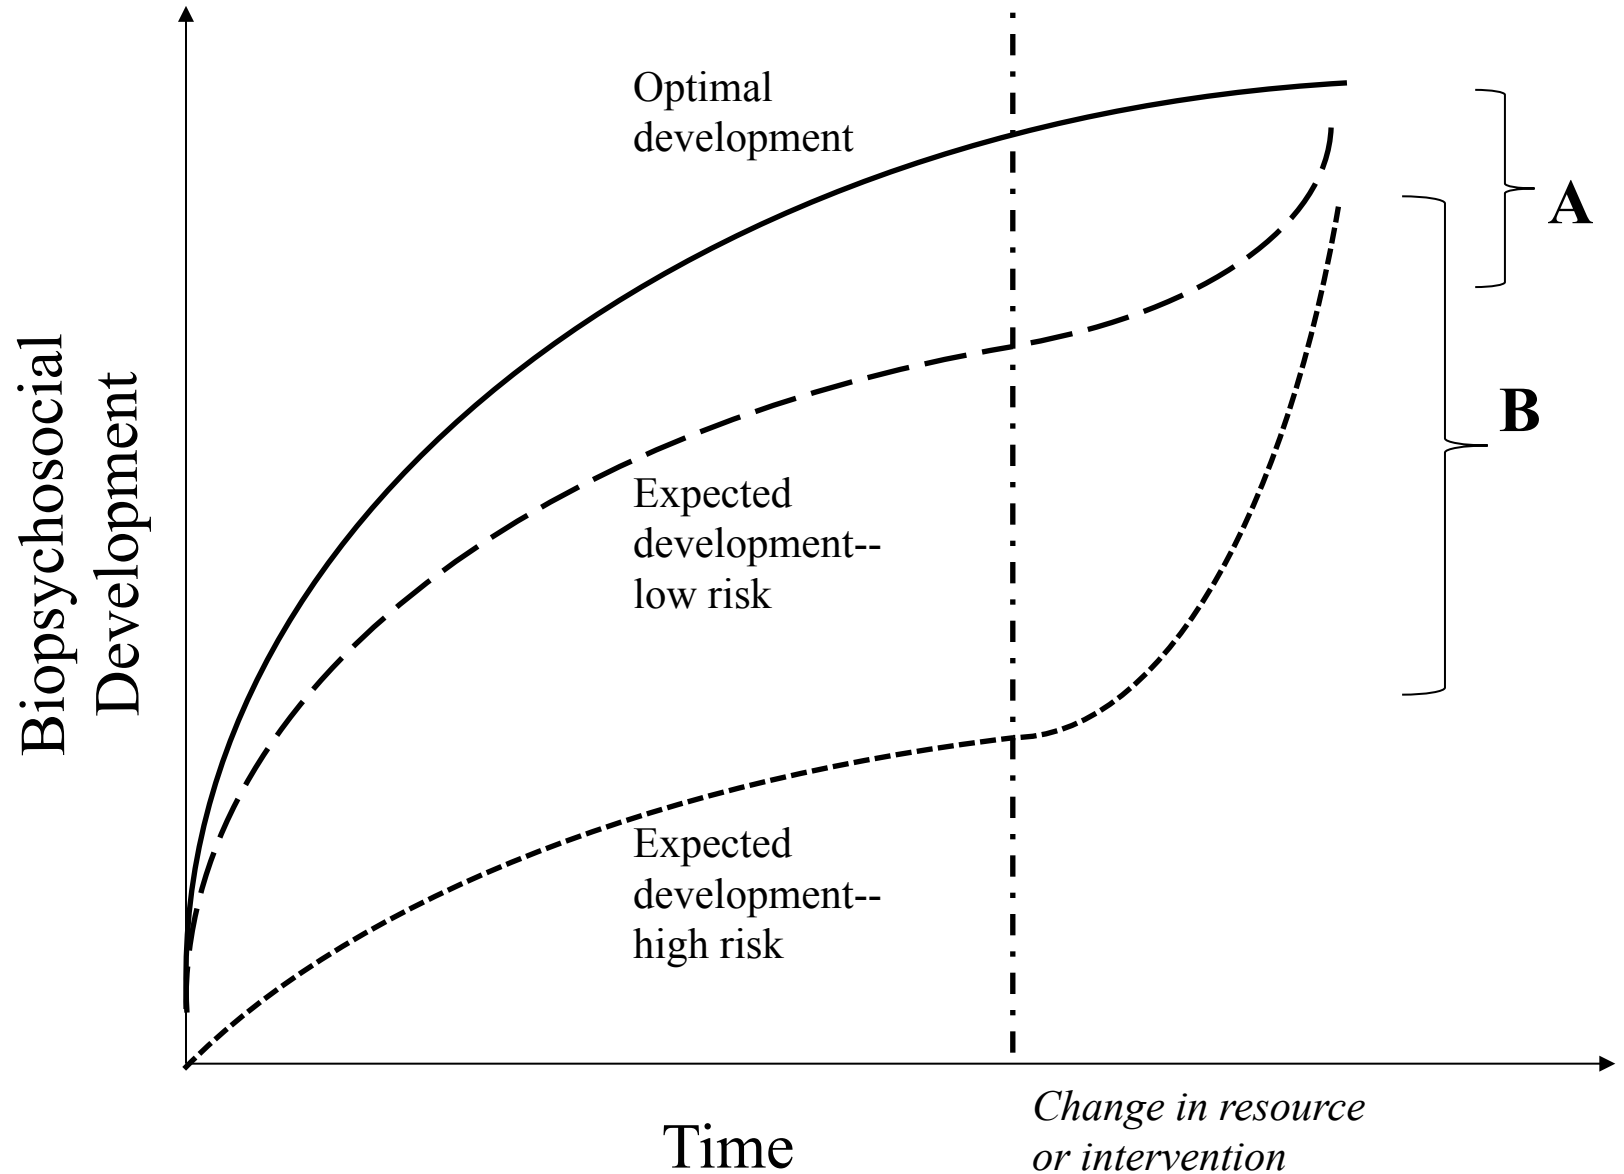 Optimal
development
A
B
Biopsychosocial
Development
Expected
development--
low risk
Expected
development--
high risk
Time
Change in resource
or intervention